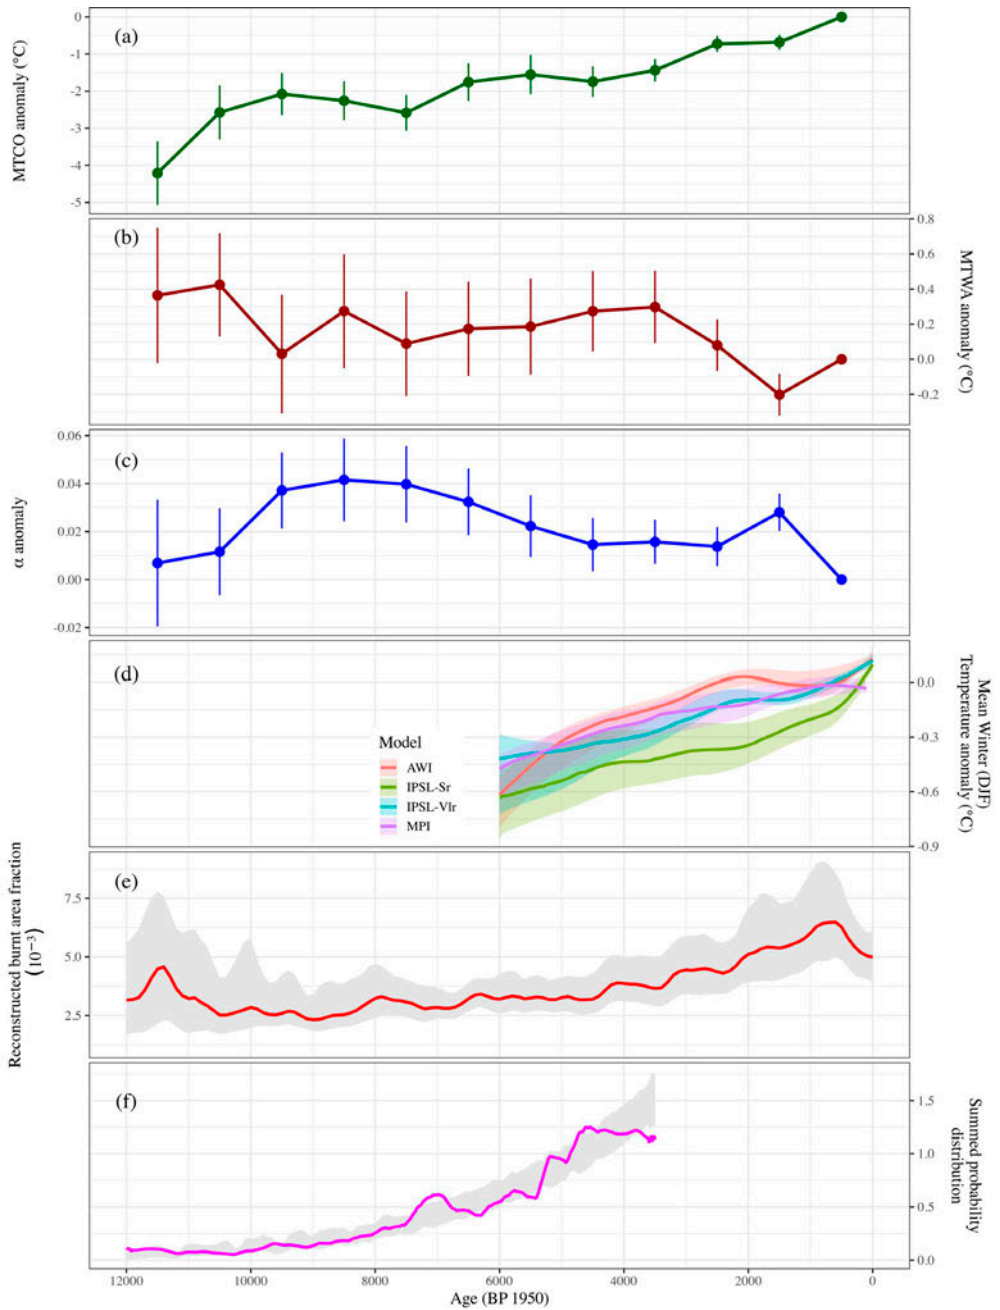 (a)
MTCO anomaly (°C)
0
-1
-2
-3
-4
-5
(b)
MTWA anomaly (°C)
0.8
0.6
0.4
0.2
0.0
-0.2
(c)
α anomaly
0.06
0.04
0.02
0.00
-0.02
(d)
Mean Winter (DJF)
Temperature anomaly (°C)
0.0
-0.3
-0.6
-0.9
Model
AWI
IPSL-Sr
IPSL-Vlr
MPI
(e)
Reconstructed burnt area fraction
(10⁻³)
7.5
5.0
2.5
(f)
Summed probability
distribution
1.5
1.0
0.5
0.0
12000 10000 8000 6000 4000 2000 0
Age (BP 1950)